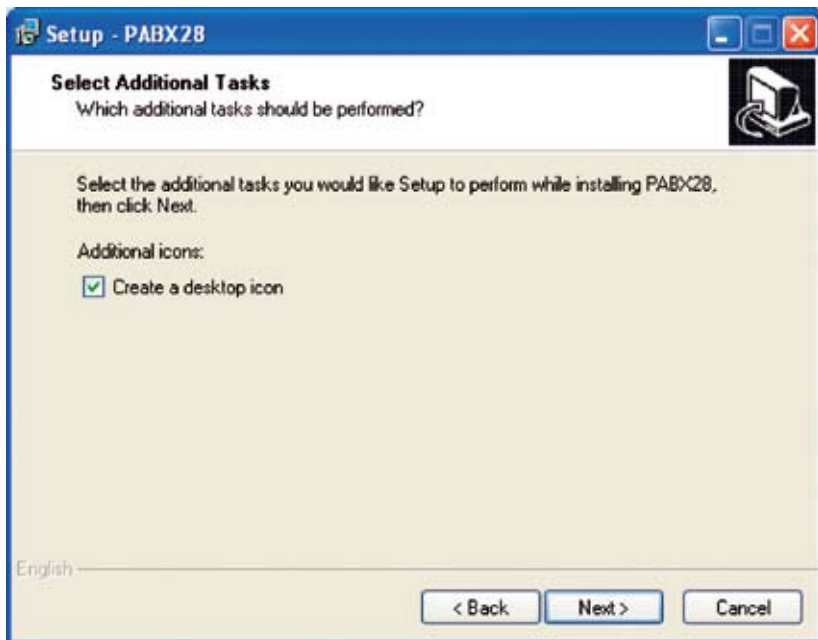 Setup - PABX28
Select Additional Tasks
Which additional tasks should be performed?
Select the additional tasks you would like Setup to perform while installing PABX28,
then click Next.
Additional icons:
Create a desktop icon
English
< Back
Next >
Cancel